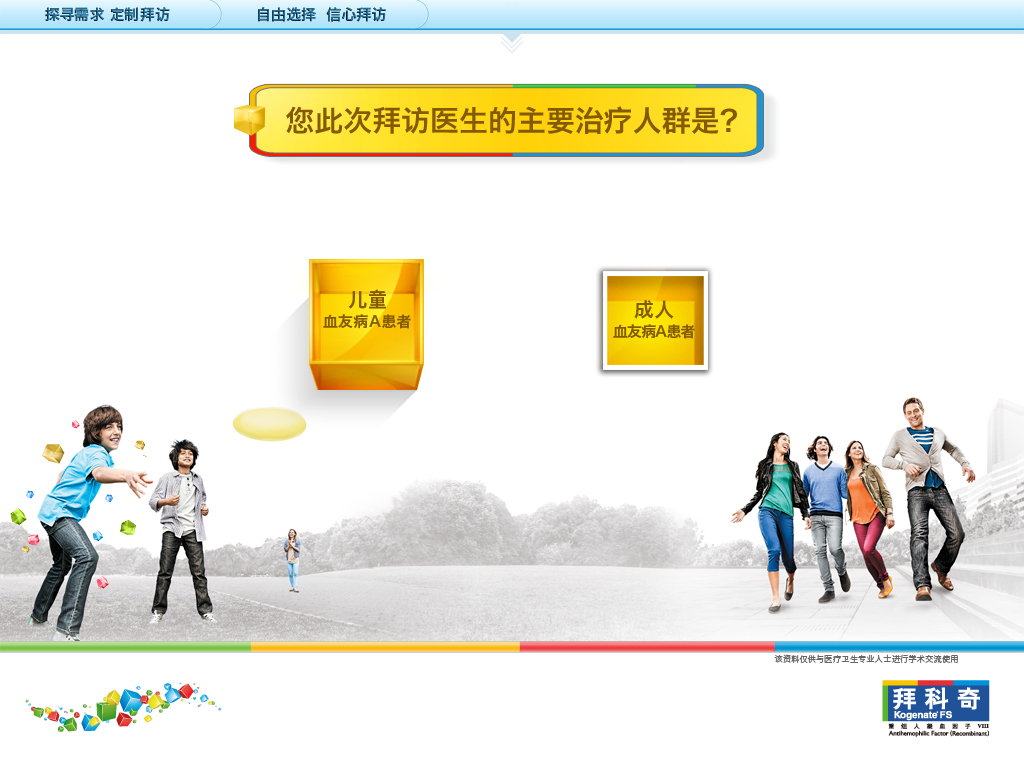 探寻需求 定制拜访
自由选择 信心拜访
您此次拜访医生的主要治疗人群是?
儿童
血友病A患者
成人
血友病A患者
该资料仅供与医疗卫生专业人士进行学术交流使用
拜科奇
Kogenate® FS
重组人凝血因子 VIII
Antihemophilic Factor (Recombinant)